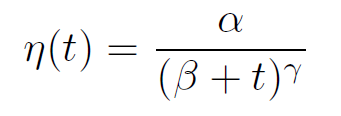 η(t) = α / (β + t)^γ